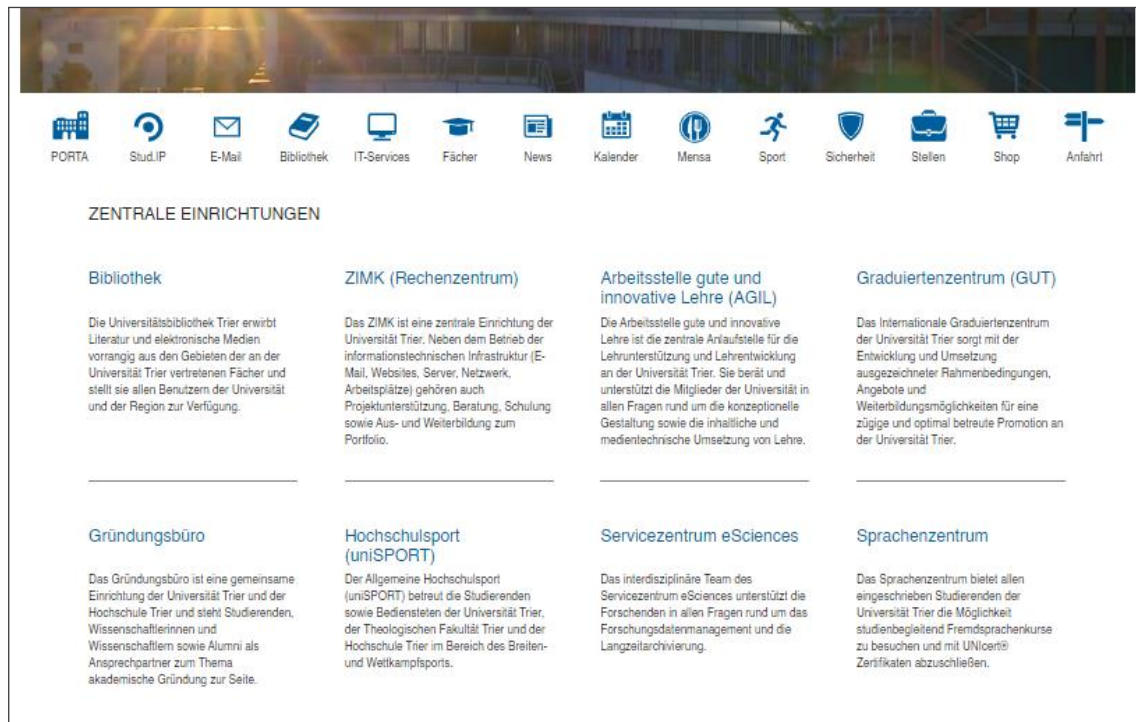 PORTA Stud.IP E-Mail Bibliothek IT-Services Fächer News Kalender Mensa Sport Sicherheit Stellen Shop Anfahrt
ZENTRALE EINRICHTUNGEN
Bibliothek
Die Universitätsbibliothek Trier erwirbt
Literatur und elektronische Medien
vorrangig aus den Gebieten der an der
Universität Trier vertretenen Fächer und
stellt sie allen Benutzern der Universität
und der Region zur Verfügung.
ZIMK (Rechenzentrum)
Das ZIMK ist eine zentrale Einrichtung der
Universität Trier. Neben dem Betrieb der
informationstechnischen Infrastruktur (E-
Mail, Websites, Server, Netzwerk,
Arbeitsplätze) gehören auch
Projektunterstützung, Beratung, Schulung
sowie Aus- und Weiterbildung zum
Portfolio.
Arbeitsstelle gute und
innovative Lehre (AGIL)
Die Arbeitsstelle gute und innovative
Lehre ist die zentrale Anlaufstelle für die
Lehrunterstützung und Lehrentwicklung
an der Universität Trier. Sie berät und
unterstützt die Mitglieder der Universität in
allen Fragen rund um die konzeptionelle
Gestaltung sowie die inhaltliche und
medientechnische Umsetzung von Lehre.
Graduiertenzentrum (GUT)
Das Internationale Graduiertenzentrum
der Universität Trier sorgt mit der
Entwicklung und Umsetzung
ausgezeichneter Rahmenbedingungen,
Angebote und
Weiterbildungsmöglichkeiten für eine
zügige und optimal betreute Promotion an
der Universität Trier.
Gründungsbüro
Das Gründungsbüro ist eine gemeinsame
Einrichtung der Universität Trier und der
Hochschule Trier und steht Studierenden,
Wissenschaftlerinnen und
Wissenschaftlern sowie Alumni als
Ansprechpartner zum Thema
akademische Gründung zur Seite.
Hochschulsport
(uniSPORT)
Der Allgemeine Hochschulsport
(uniSPORT) betreut die Studierenden
sowie Bediensteten der Universität Trier,
der Theologischen Fakultät Trier und der
Hochschule Trier im Bereich des Breiten-
und Wettkampfsports.
Servicezentrum eSciences
Das interdisziplinäre Team des
Servicezentrum eSciences unterstützt die
Forschenden in allen Fragen rund um das
Forschungsdatenmanagement und die
Langzeitarchivierung.
Sprachenzentrum
Das Sprachenzentrum bietet allen
eingeschrieben Studierenden der
Universität Trier die Möglichkeit
studienbegleitend Fremdsprachenkurse
zu besuchen und mit UNIcert®
Zertifikaten abzuschließen.